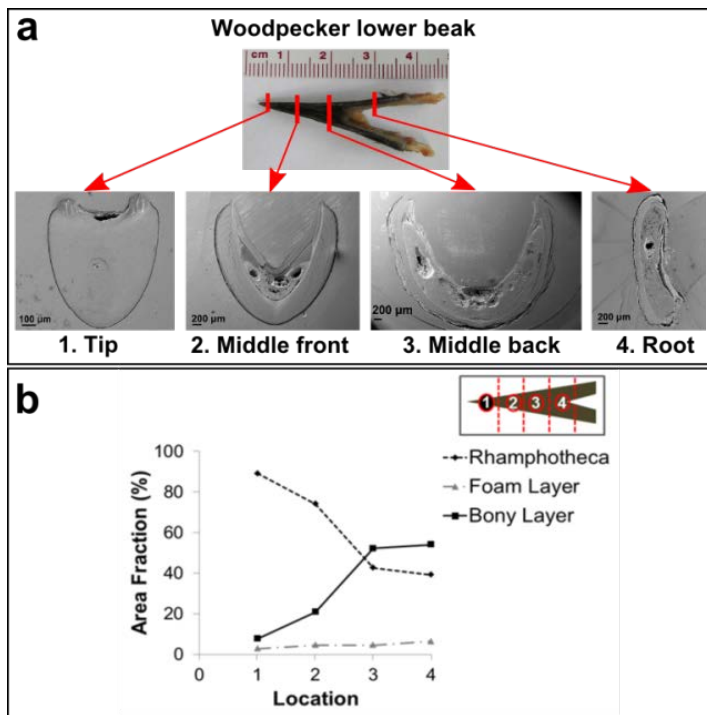 a
Woodpecker lower beak
cm 1 2 3 4
100 µm
200 µm
200 µm
200 µm
1. Tip
2. Middle front
3. Middle back
4. Root
b
1 2 3 4
Rhamphotheca
Foam Layer
Bony Layer
Area Fraction (%)
100
80
60
40
20
0
0 1 2 3 4
Location